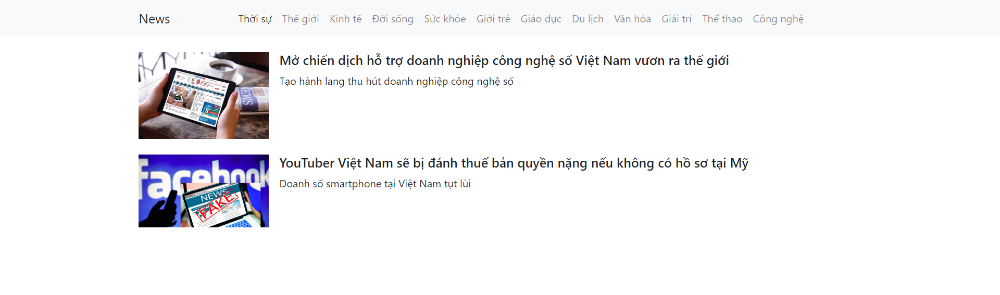 News
Thời sự Thế giới Kinh tế Đời sống Sức khỏe Giới trẻ Giáo dục Du lịch Văn hóa Giải trí Thể thao Công nghệ
Mở chiến dịch hỗ trợ doanh nghiệp công nghệ số Việt Nam vươn ra thế giới
Tạo hành lang thu hút doanh nghiệp công nghệ số
NEWS
YouTuber Việt Nam sẽ bị đánh thuế bản quyền nặng nếu không có hồ sơ tại Mỹ
Doanh số smartphone tại Việt Nam tụt lùi
facebook
NEWS
FAKE